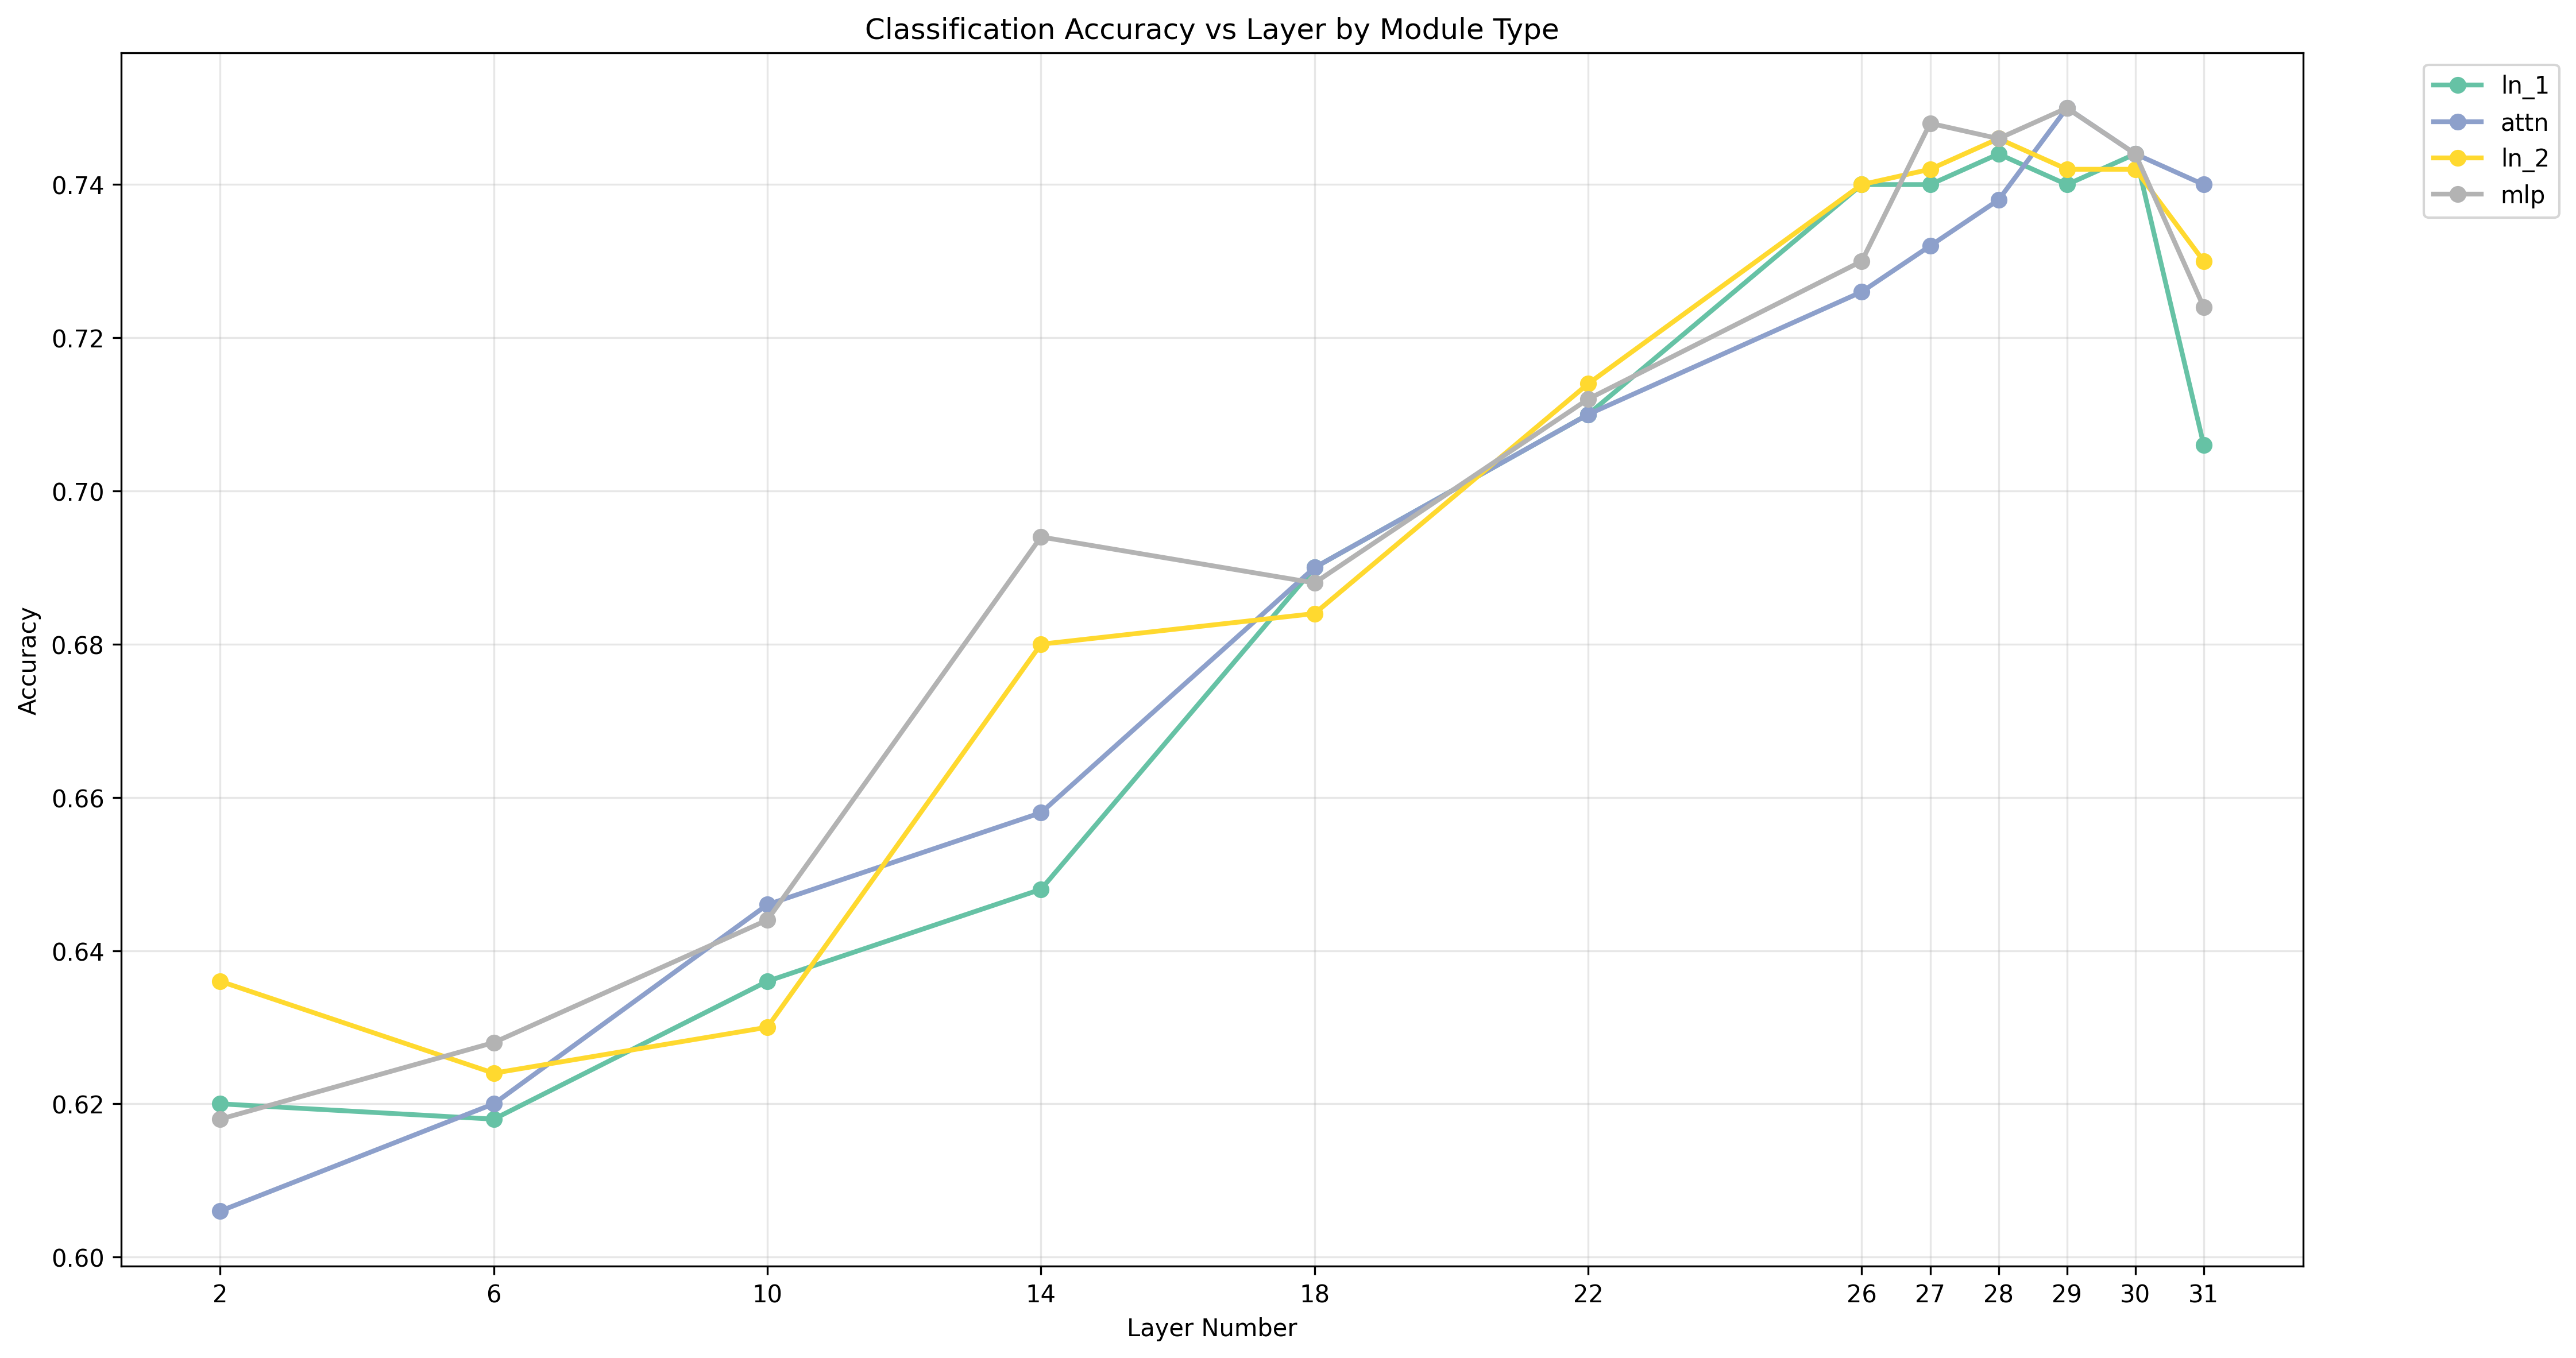 Classification Accuracy vs Layer by Module Type
ln_1
attn
ln_2
mlp
Accuracy
0.74
0.72
0.70
0.68
0.66
0.64
0.62
0.60
2 6 10 14 18 22 26 27 28 29 30 31
Layer Number